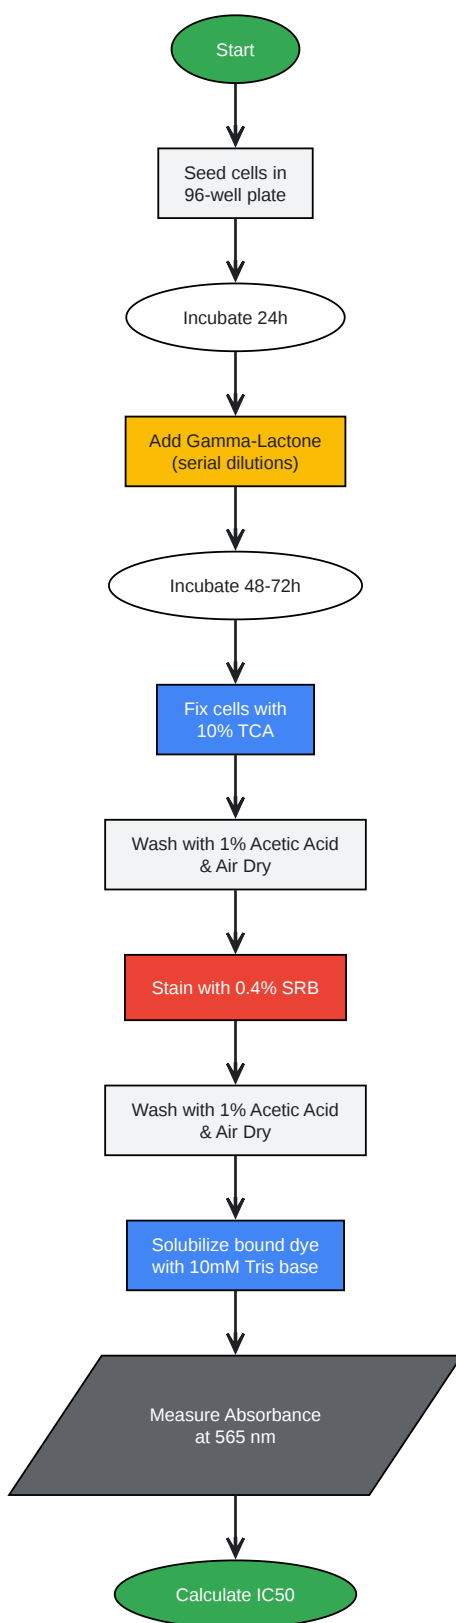 Start
Seed cells in
96-well plate
Incubate 24h
Add Gamma-Lactone
(serial dilutions)
Incubate 48-72h
Fix cells with
10% TCA
Wash with 1% Acetic Acid
& Air Dry
Stain with 0.4% SRB
Wash with 1% Acetic Acid
& Air Dry
Solubilize bound dye
with 10mM Tris base
Measure Absorbance
at 565 nm
Calculate IC50